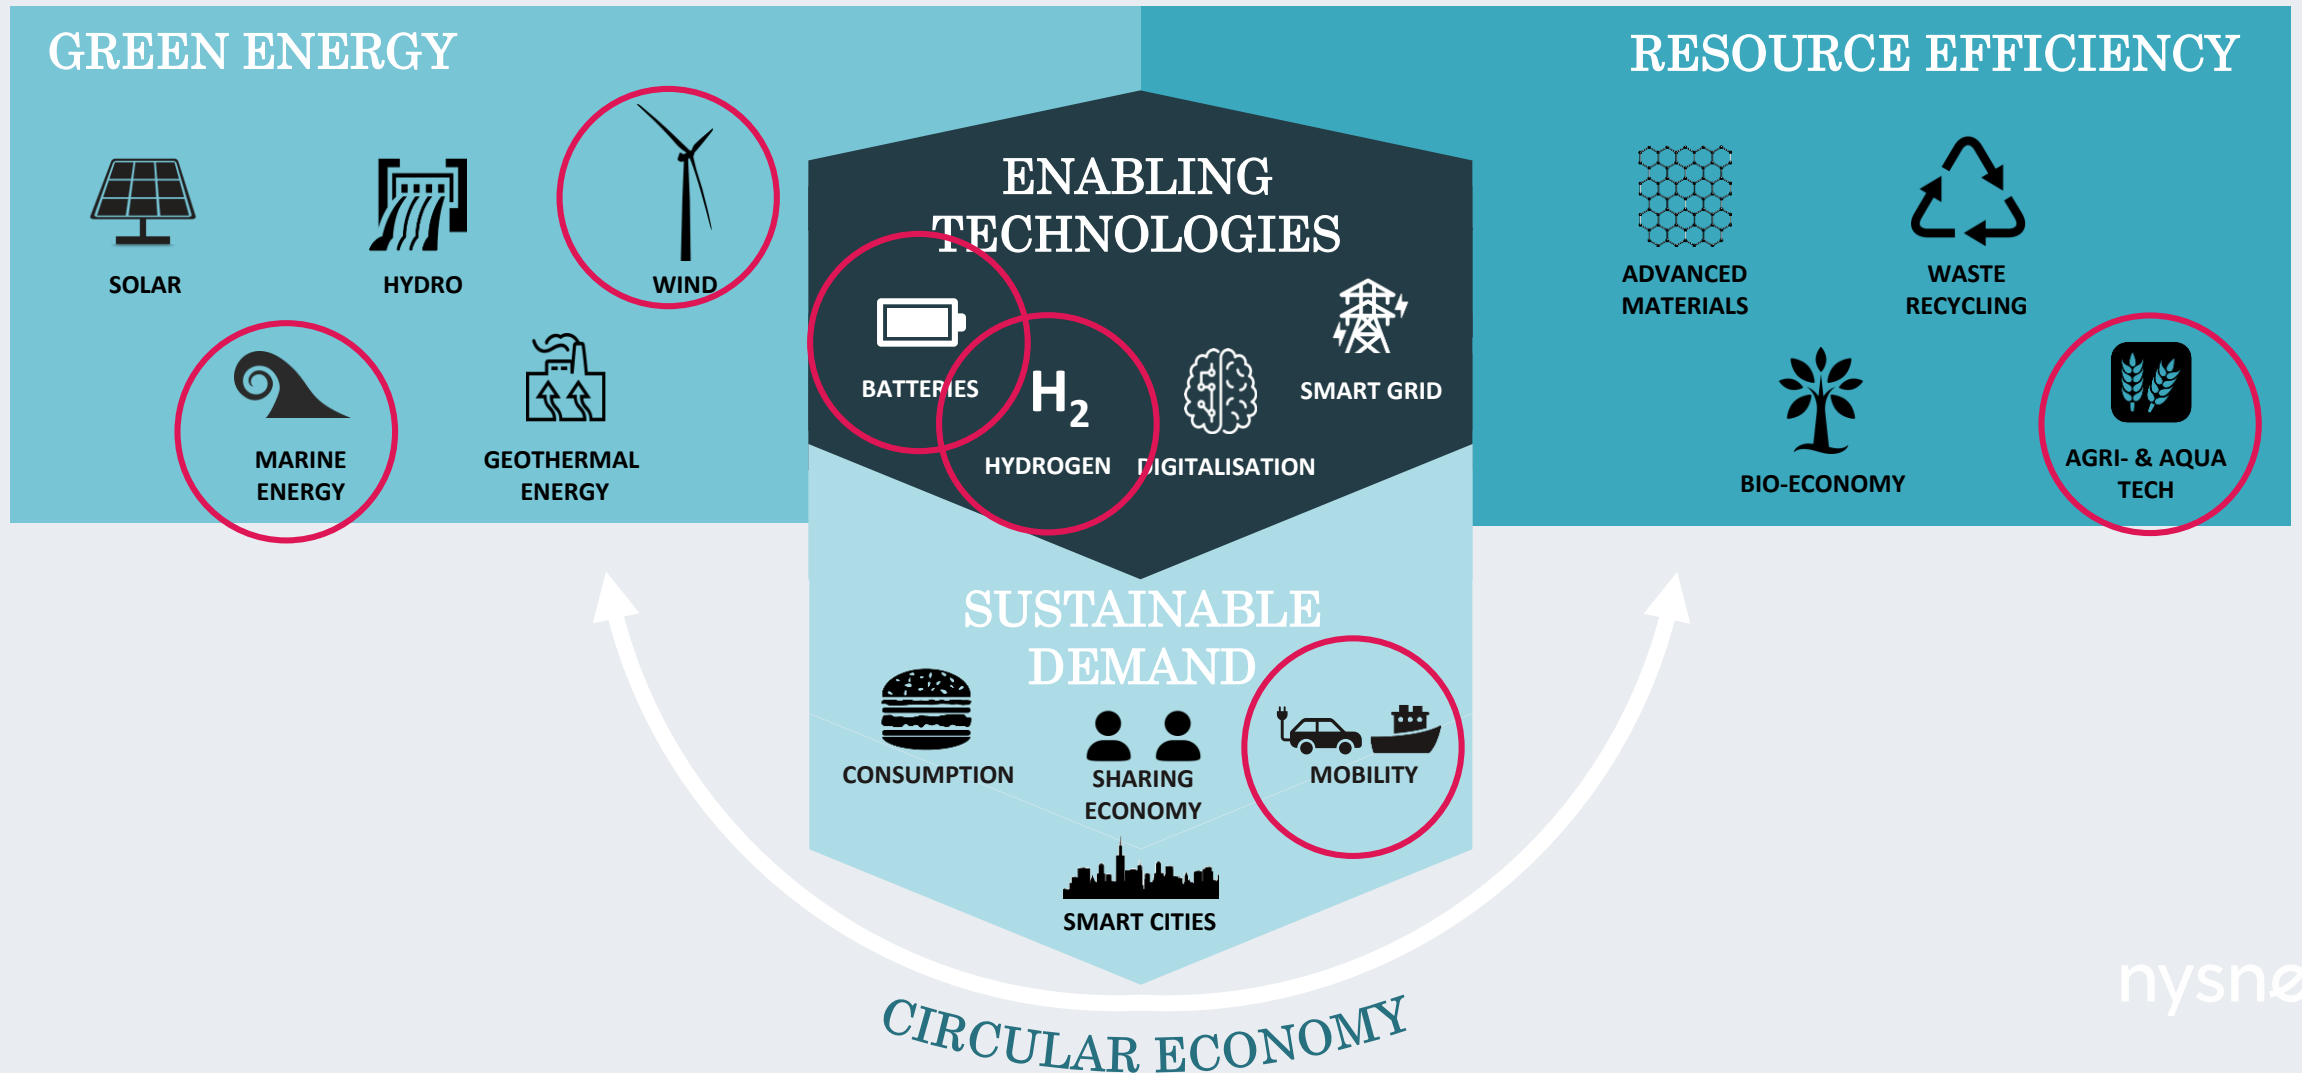 GREEN ENERGY
SOLAR
HYDRO
WIND
MARINE
ENERGY
GEOTHERMAL
ENERGY
ENABLING
TECHNOLOGIES
BATTERIES
H2
HYDROGEN
DIGITALISATION
SMART GRID
RESOURCE EFFICIENCY
ADVANCED
MATERIALS
WASTE
RECYCLING
BIO-ECONOMY
AGRI- & AQUA
TECH
SUSTAINABLE
DEMAND
CONSUMPTION
SHARING
ECONOMY
MOBILITY
SMART CITIES
CIRCULAR ECONOMY
nysnø